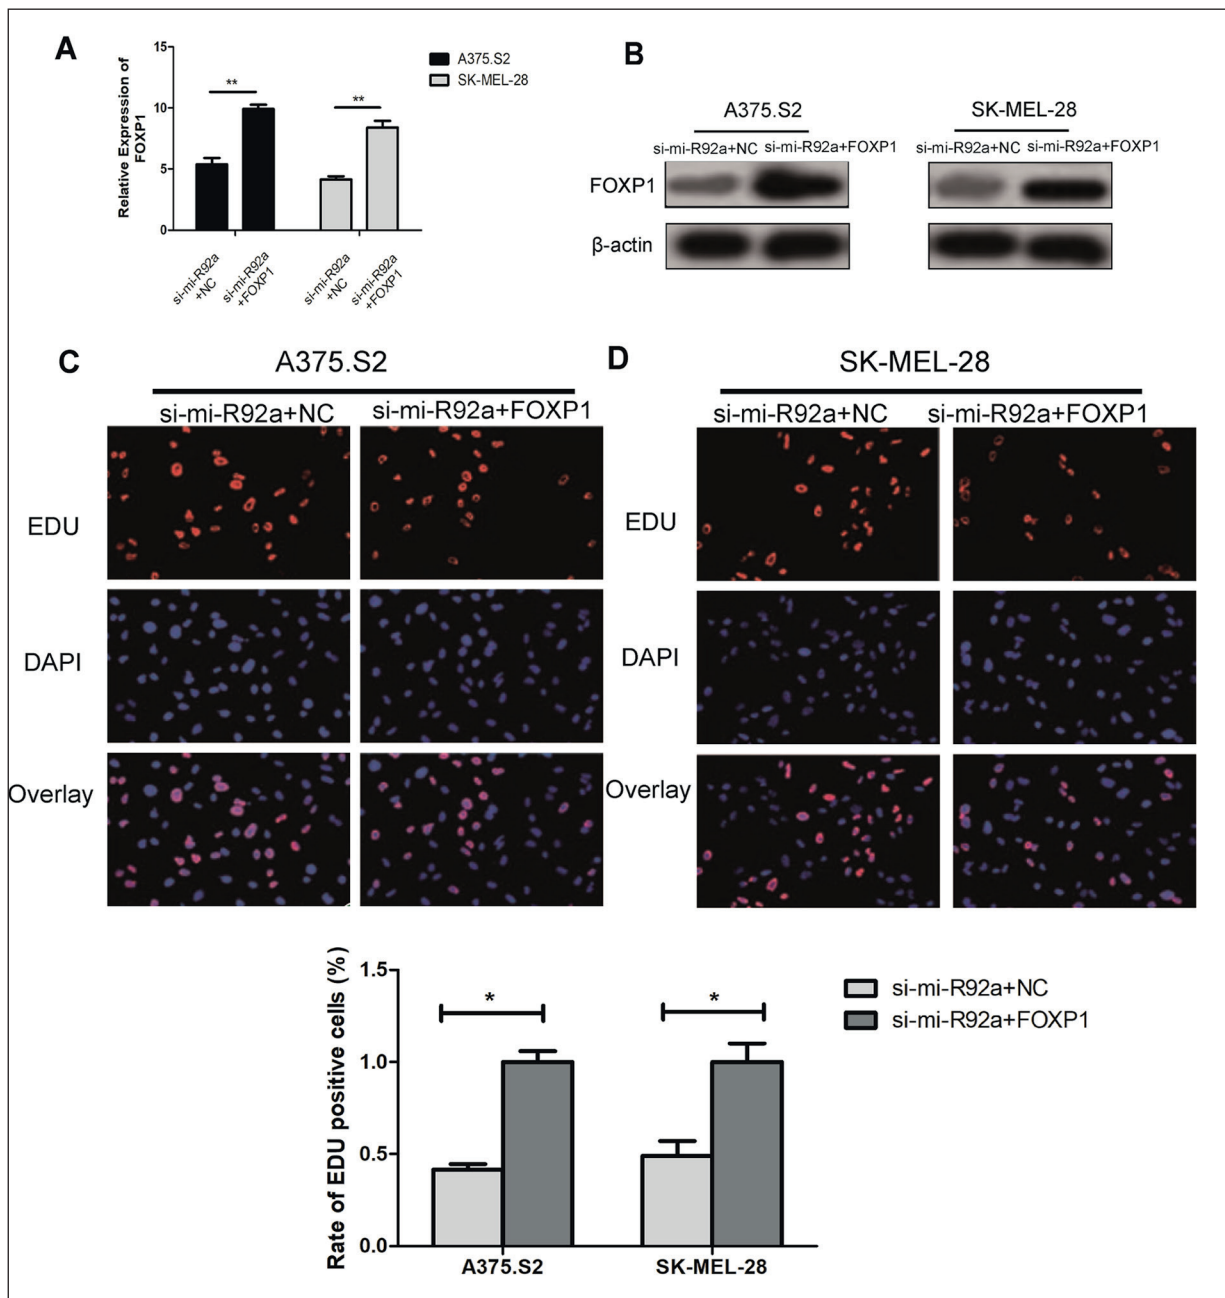 A
Relative Expression of
FOXP1
15
10
5
0
**
**
A375.S2
SK-MEL-28
si-mi-R92a
+NC
si-mi-R92a
+FOXP1
si-mi-R92a
+NC
si-mi-R92a
+FOXP1
B
A375.S2
SK-MEL-28
si-mi-R92a+NC si-mi-R92a+FOXP1
si-mi-R92a+NC si-mi-R92a+FOXP1
FOXP1
β-actin
C
A375.S2
si-mi-R92a+NC si-mi-R92a+FOXP1
EDU
DAPI
Overlay
D
SK-MEL-28
si-mi-R92a+NC si-mi-R92a+FOXP1
EDU
DAPI
Overlay
Rate of EDU positive cells (%)
1.5
1.0
0.5
0.0
*
*
A375.S2
SK-MEL-28
si-mi-R92a+NC
si-mi-R92a+FOXP1